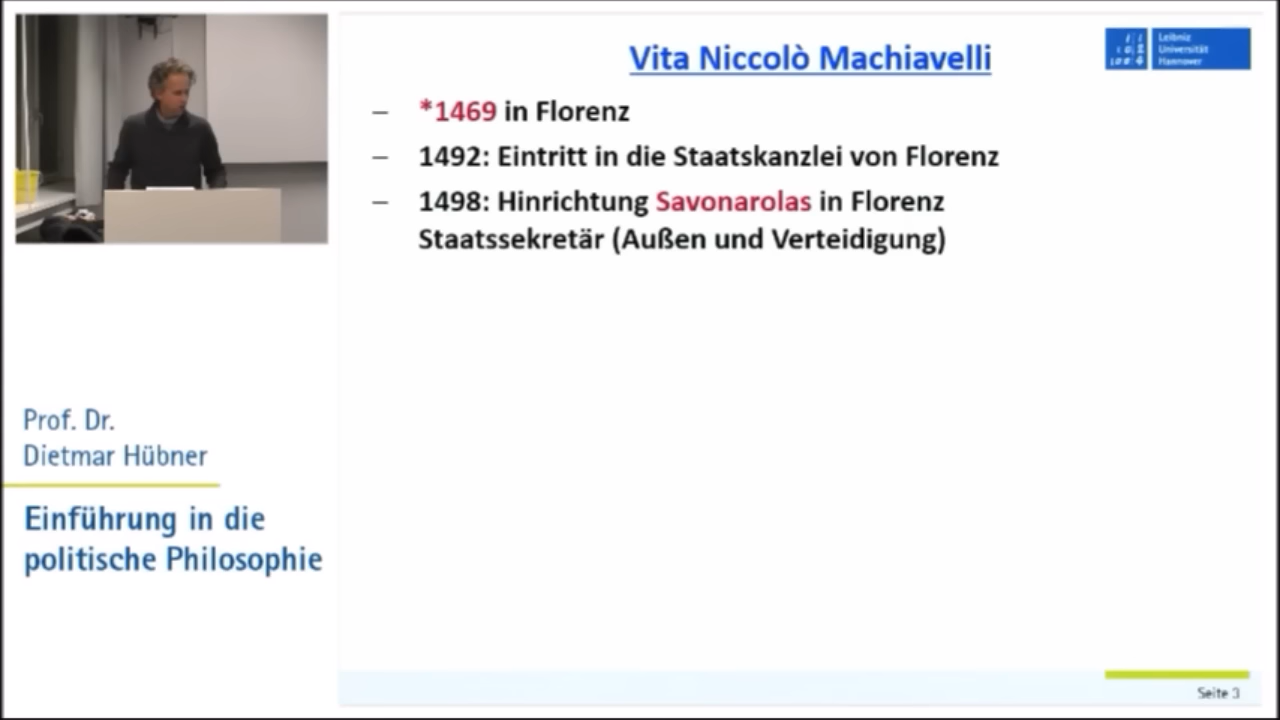 Vita Niccolò Machiavelli
Leibniz
Universität
Hannover
– *1469 in Florenz
– 1492: Eintritt in die Staatskanzlei von Florenz
– 1498: Hinrichtung Savonarolas in Florenz
Staatssekretär (Außen und Verteidigung)
Prof. Dr.
Dietmar Hübner
Einführung in die
politische Philosophie
Seite 3